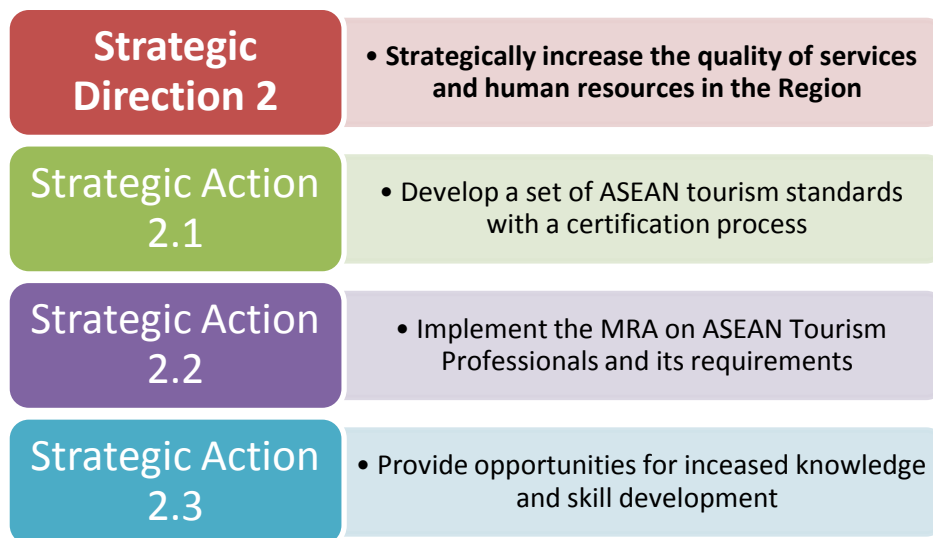 Strategic
Direction 2
• Strategically increase the quality of services
and human resources in the Region
Strategic Action
2.1
• Develop a set of ASEAN tourism standards
with a certification process
Strategic Action
2.2
• Implement the MRA on ASEAN Tourism
Professionals and its requirements
Strategic Action
2.3
• Provide opportunities for inceased knowledge
and skill development